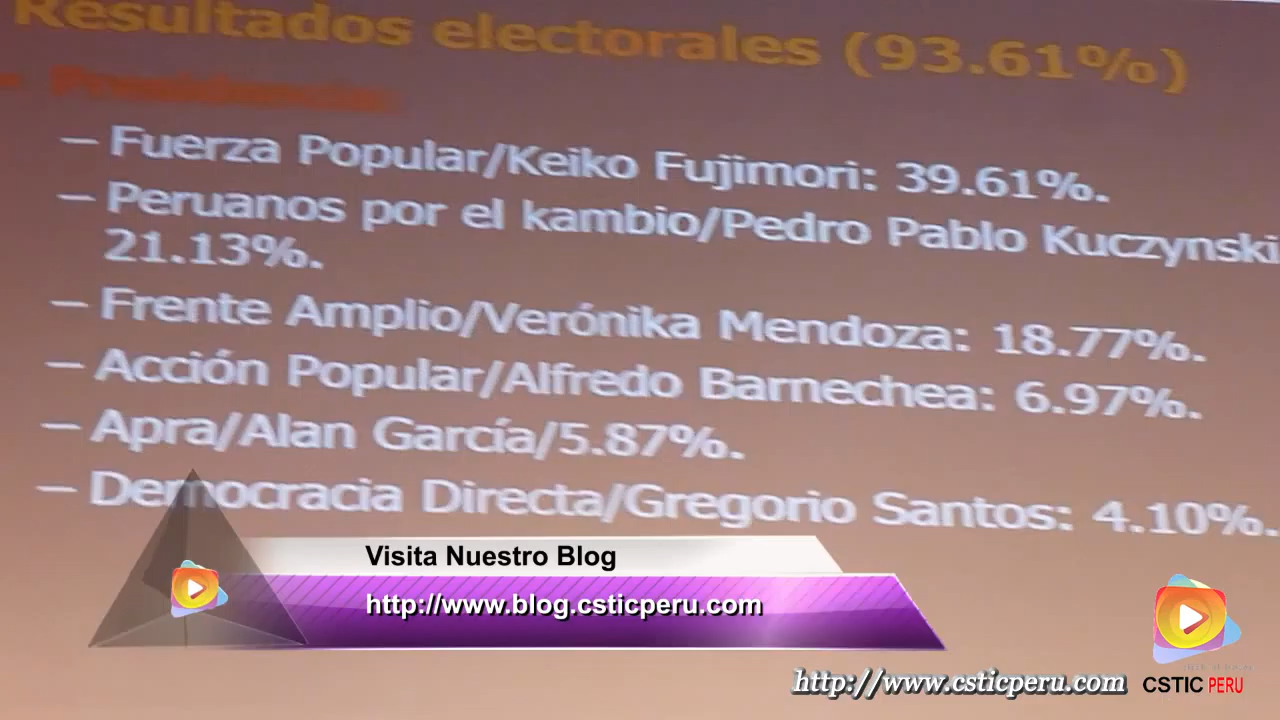 Resultados electorales (93.61%)
Presidencia:
– Fuerza Popular/Keiko Fujimori: 39.61%.
– Peruanos por el kambio/Pedro Pablo Kuczynski
21.13%.
– Frente Amplio/Verónika Mendoza: 18.77%.
– Acción Popular/Alfredo Barnechea: 6.97%.
– Apra/Alan García/5.87%.
– Democracia Directa/Gregorio Santos: 4.10%.
Visita Nuestro Blog
http://www.blog.csticperu.com
http://www.csticperu.com
CSTIC PERU